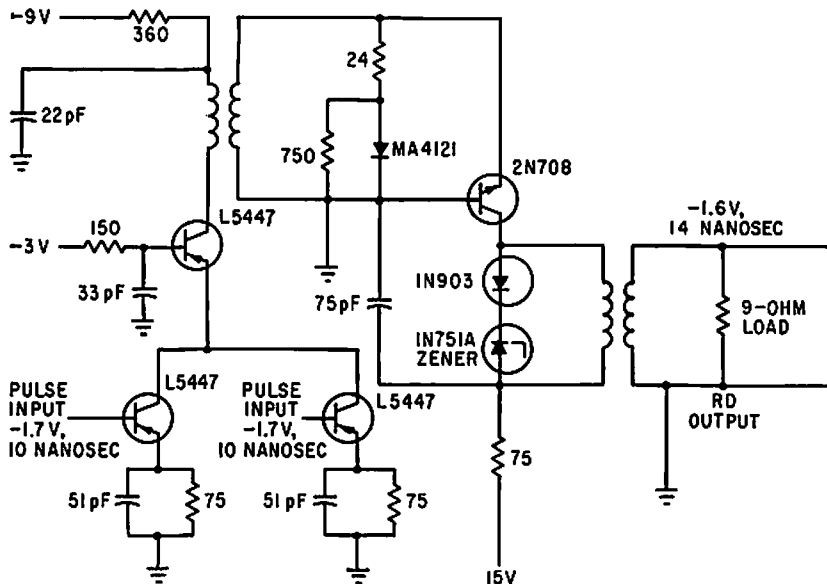 -9V
360
22pF
24
750
MA4121
2N708
L5447
150
-3V
33pF
75pF
1N903
1N751A
ZENER
-1.6V,
14 NANOSEC
9-OHM
LOAD
RD
OUTPUT
L5447
PULSE
INPUT
-1.7V,
10 NANOSEC
L5447
PULSE
INPUT
-1.7V,
10 NANOSEC
51pF
75
51pF
75
75
15V